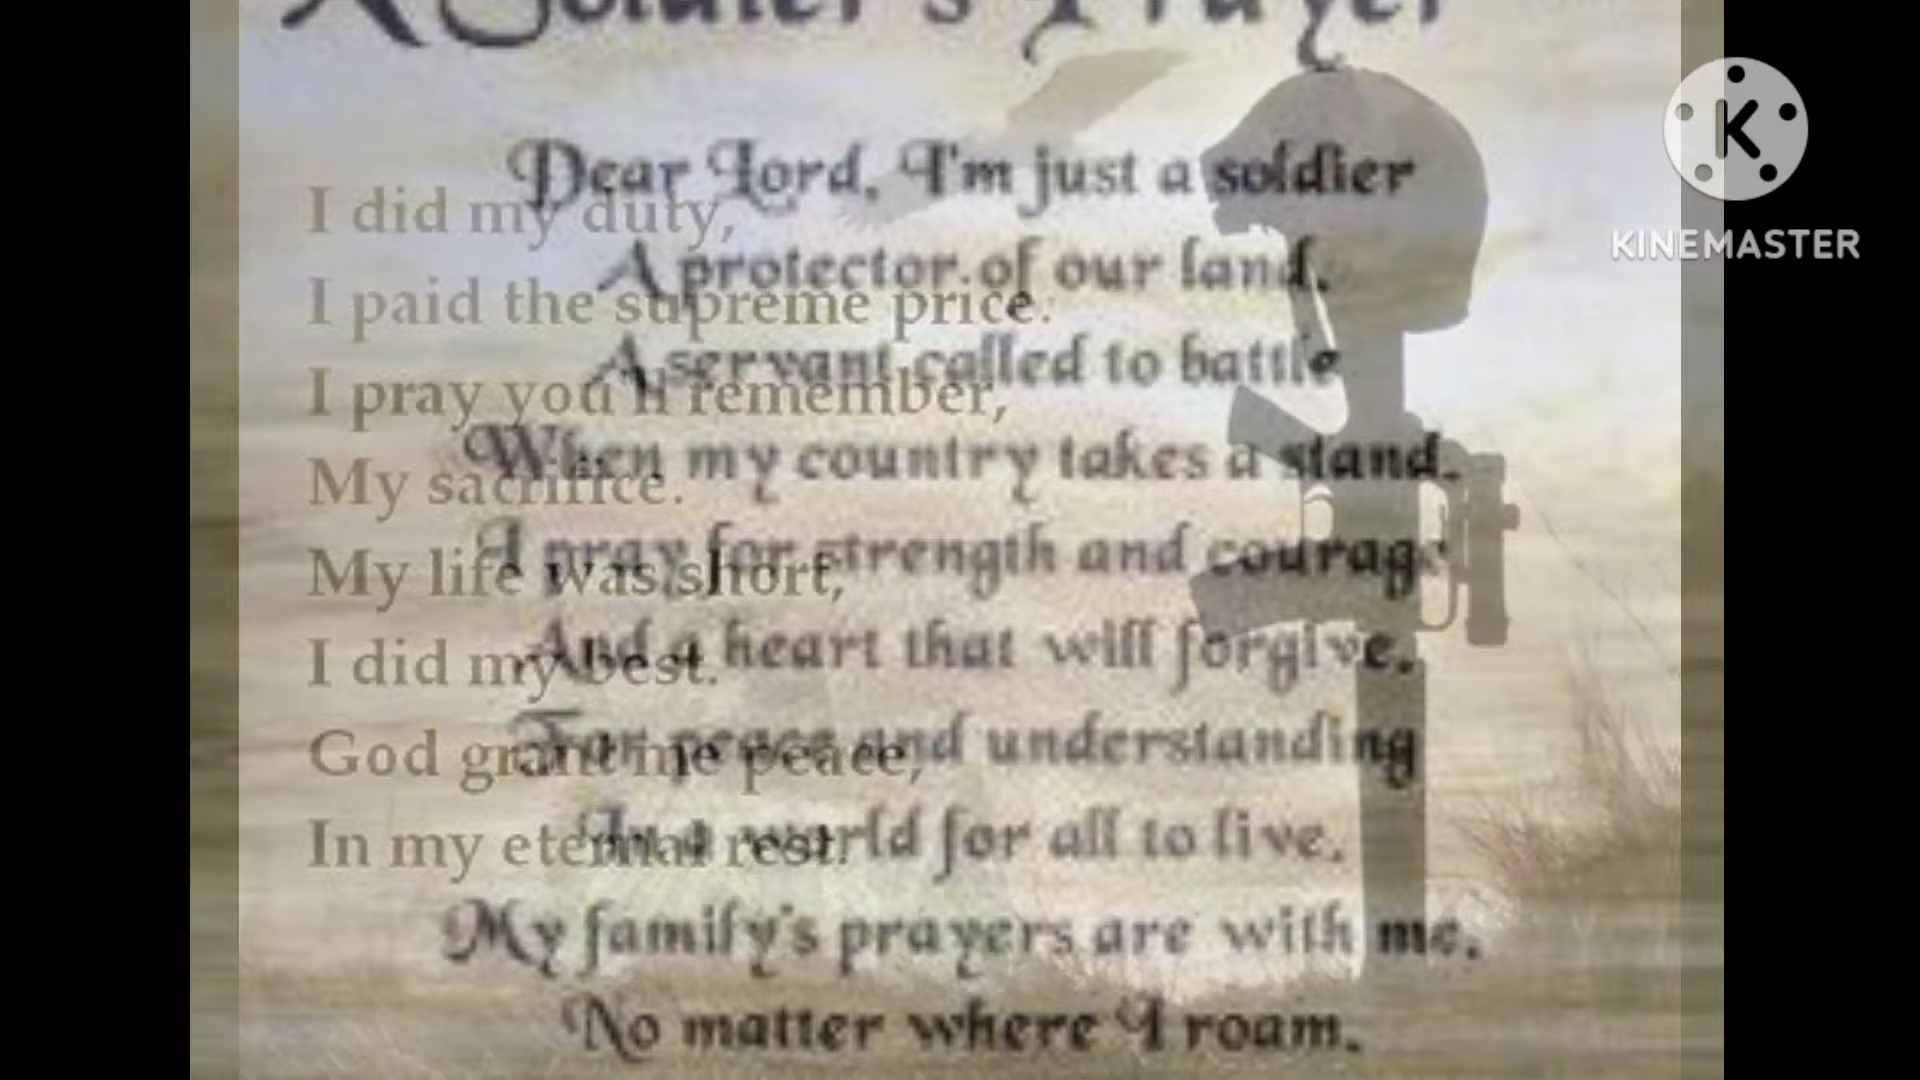 A Soldier's Prayer
Dear Lord, I'm just a soldier
A protector of our land.
A servant called to battle
When my country takes a stand.
I pray for strength and courage
And a heart that will forgive.
For peace and understanding
In a world for all to live.
My family's prayers are with me.
No matter where I roam.
I did my duty,
I paid the supreme price.
I pray you'll remember,
My sacrifice.
My life was short,
I did my best.
God grant me peace,
In my eternal rest.
K
KINEMASTER